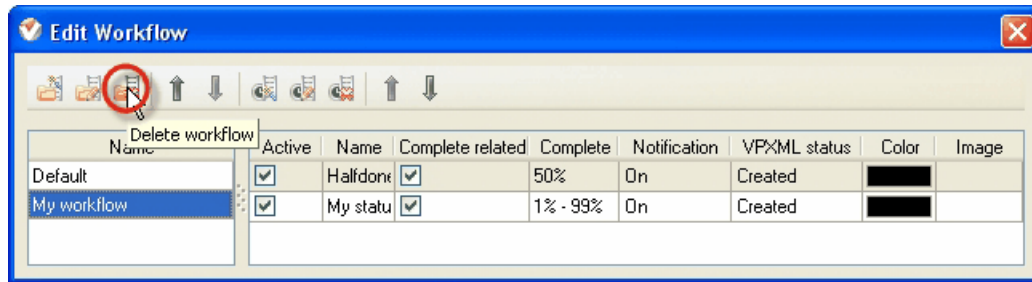 Edit Workflow
Delete workflow
Name Active Name Complete related Complete Notification VPXML status Color Image
Default Halfdone 50% On Created
My workflow My statu 1% - 99% On Created